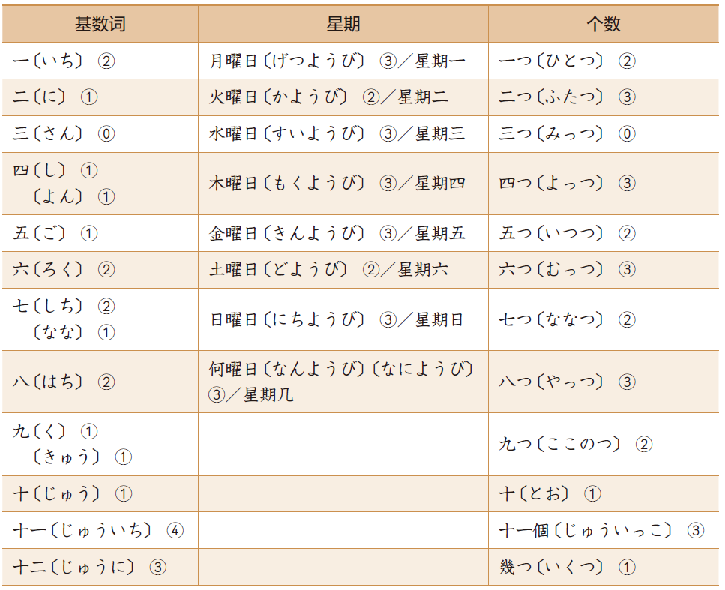 基数词 星期 个数
一〔いち〕 ② 月曜日〔げつようび〕 ③／星期一 一つ〔ひとつ〕 ②
二〔に〕 ① 火曜日〔かようび〕 ②／星期二 二つ〔ふたつ〕 ③
三〔さん〕 ⓪ 水曜日〔すいようび〕 ③／星期三 三つ〔みっつ〕 ⓪
四〔し〕 ①
〔よん〕 ① 木曜日〔もくようび〕 ③／星期四 四つ〔よっつ〕 ③
五〔ご〕 ① 金曜日〔きんようび〕 ③／星期五 五つ〔いつつ〕 ②
六〔ろく〕 ② 土曜日〔どようび〕 ②／星期六 六つ〔むっつ〕 ③
七〔しち〕 ②
〔なな〕 ① 日曜日〔にちようび〕 ③／星期日 七つ〔ななつ〕 ②
八〔はち〕 ② 何曜日〔なんようび〕〔なにようび〕
③／星期几 八つ〔やっつ〕 ③
九〔く〕 ①
〔きゅう〕 ① 九つ〔ここのつ〕 ②
十〔じゅう〕 ① 十〔とお〕 ①
十一〔じゅういち〕 ④ 十一個〔じゅういっこ〕 ③
十二〔じゅうに〕 ③ 幾つ〔いくつ〕 ①